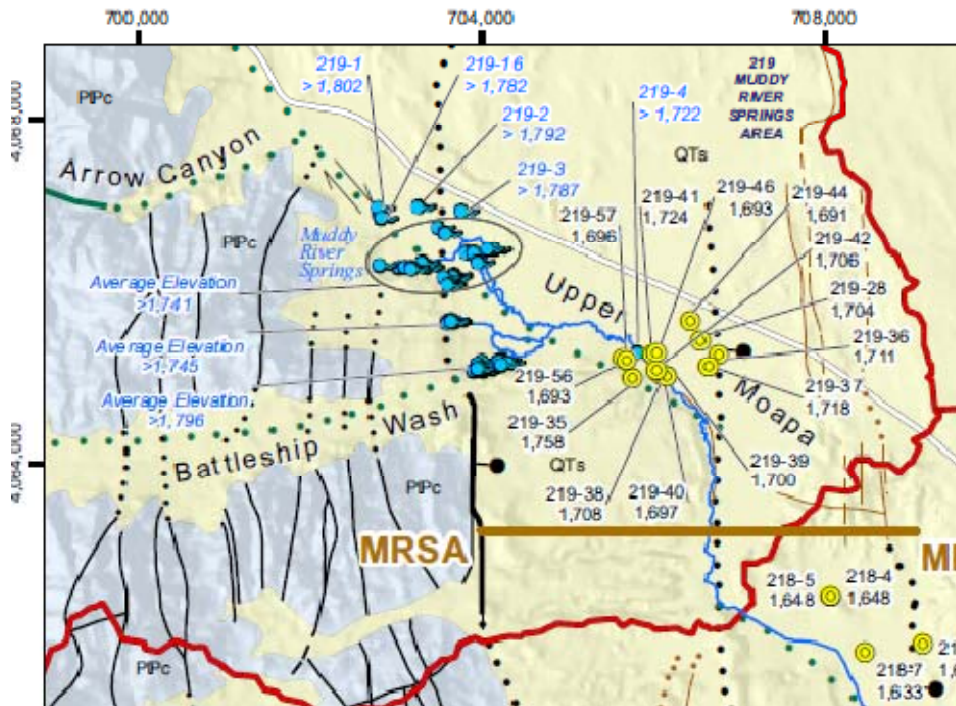 700,000
704,000
708,000
4,068,000
4,064,000
PIPc
219-1
> 1,802
219-16
> 1,782
219-2
> 1,792
219-3
> 1,787
219-4
> 1,722
219
MUDDY
RIVER
SPRINGS
AREA
QTs
Arrow Canyon
PIPc
Muddy
River
Springs
219-57
1,696
219-41
1,724
219-46
1,693
219-44
1,691
219-42
1,706
219-28
1,704
219-36
1,711
219-37
1,718
Average Elevation
>1,741
Average Elevation
>1,745
Average Elevation
>1,796
Upper
Moapa
219-56
1,693
219-35
1,758
219-38
1,708
219-40
1,697
219-39
1,700
Battleship Wash
QTs
PIPc
MRSA
218-5
1,648
218-4
1,648
218-7
1,633
PIPc